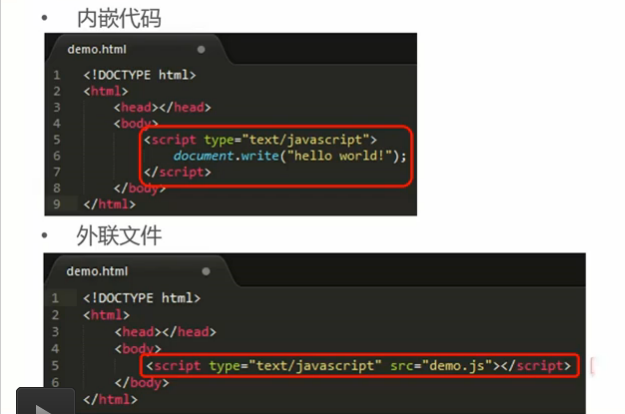 • 内嵌代码
demo.html
1 <!DOCTYPE html>
2 <html>
3 <head></head>
4 <body>
5 <script type="text/javascript">
6 document.write("hello world!");
7 </script>
8 </body>
9 </html>
• 外联文件
demo.html
1 <!DOCTYPE html>
2 <html>
3 <head></head>
4 <body>
5 <script type="text/javascript" src="demo.js"></script>
6 </body>
</html>